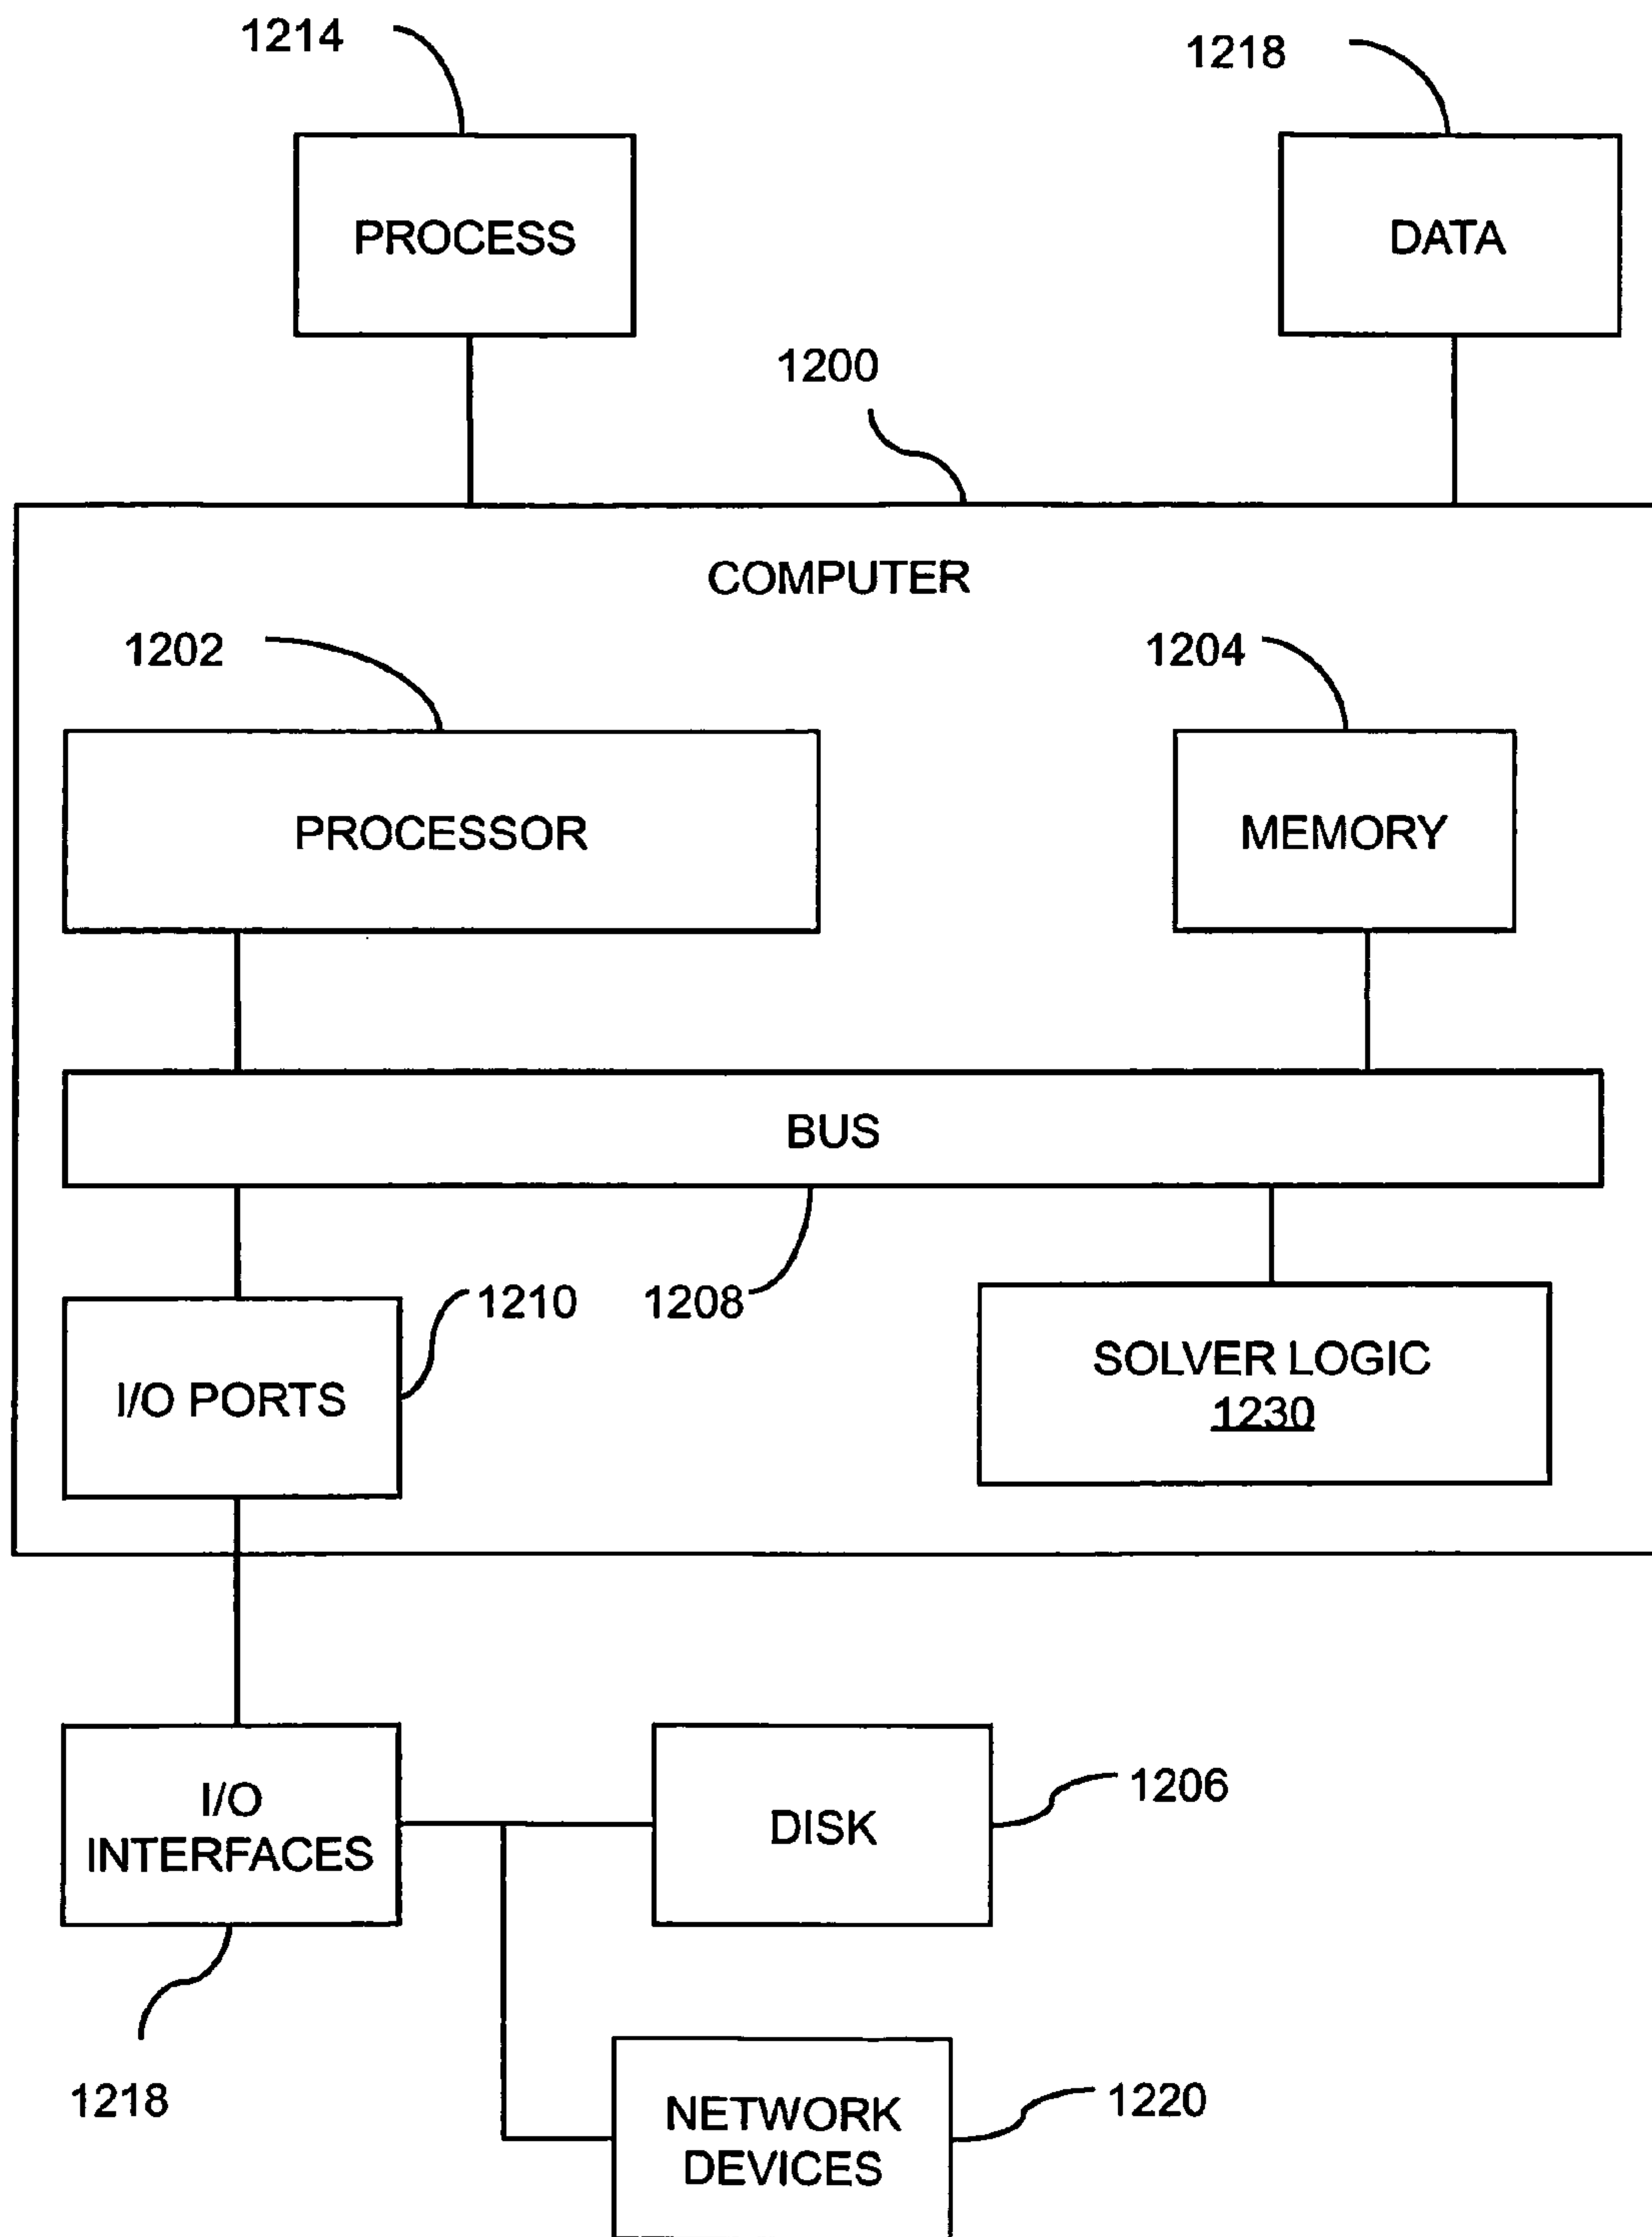 1214
1218
PROCESS
DATA
1200
COMPUTER
1202
1204
PROCESSOR
MEMORY
BUS
1210
1208
I/O PORTS
SOLVER LOGIC
1230
I/O
INTERFACES
DISK
1206
1218
NETWORK
DEVICES
1220